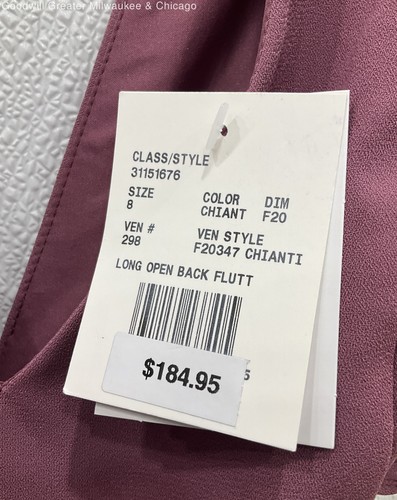 Goodwill Greater Milwaukee & Chicago
CLASS/STYLE
31151676
SIZE COLOR DIM
8 CHIANT F20
VEN # VEN STYLE
298 F20347 CHIANTI
LONG OPEN BACK FLUTT
5
$184.95